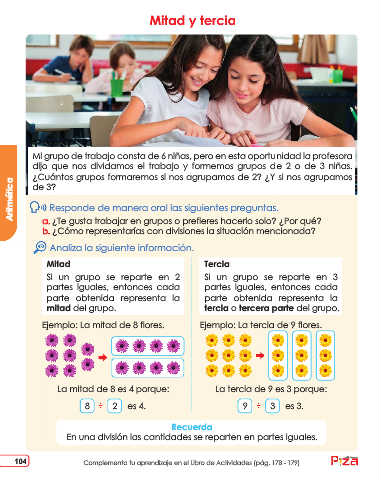 Mitad y tercia
Mi grupo de trabajo consta de 6 niñas, pero en esta oportunidad la profesora
dijo que nos dividamos el trabajo y formemos grupos de 2 o de 3 niñas.
¿Cuántos grupos formaremos si nos agrupamos de 2? ¿Y si nos agrupamos
de 3?
Aritmética
Responde de manera oral las siguientes preguntas.
a. ¿Te gusta trabajar en grupos o prefieres hacerlo solo? ¿Por qué?
b. ¿Cómo representarías con divisiones la situación mencionada?
Analiza la siguiente información.
Mitad
Si un grupo se reparte en 2
partes iguales, entonces cada
parte obtenida representa la
mitad del grupo.
Ejemplo: La mitad de 8 flores.
La mitad de 8 es 4 porque:
8 ÷ 2 es 4.
Tercia
Si un grupo se reparte en 3
partes iguales, entonces cada
parte obtenida representa la
tercia o tercera parte del grupo.
Ejemplo: La tercia de 9 flores.
La tercia de 9 es 3 porque:
9 ÷ 3 es 3.
Recuerda
En una división las cantidades se reparten en partes iguales.
104
Complementa tu aprendizaje en el Libro de Actividades (pág. 178 - 179)